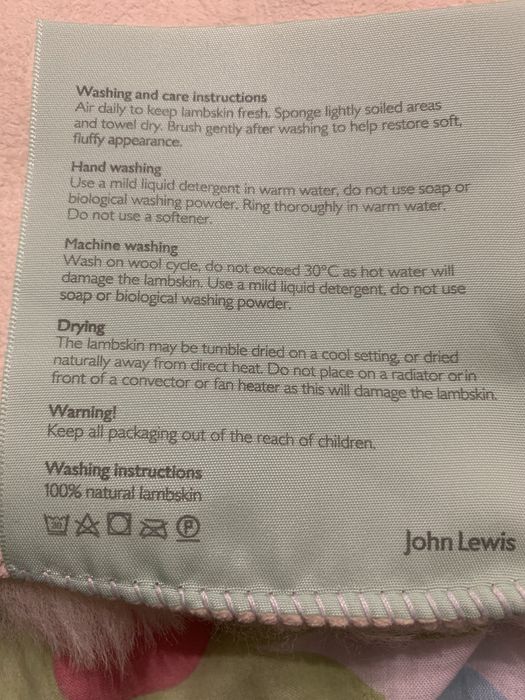 Washing and care instructions
Air daily to keep lambskin fresh. Sponge lightly soiled areas
and towel dry. Brush gently after washing to help restore soft,
fluffy appearance.
Hand washing
Use a mild liquid detergent in warm water, do not use soap or
biological washing powder. Ring thoroughly in warm water.
Do not use a softener.
Machine washing
Wash on wool cycle, do not exceed 30°C as hot water will
damage the lambskin. Use a mild liquid detergent, do not use
soap or biological washing powder.
Drying
The lambskin may be tumble dried on a cool setting, or dried
naturally away from direct heat. Do not place on a radiator or in
front of a convector or fan heater as this will damage the lambskin.
Warning!
Keep all packaging out of the reach of children.
Washing instructions
100% natural lambskin
30 P
John Lewis